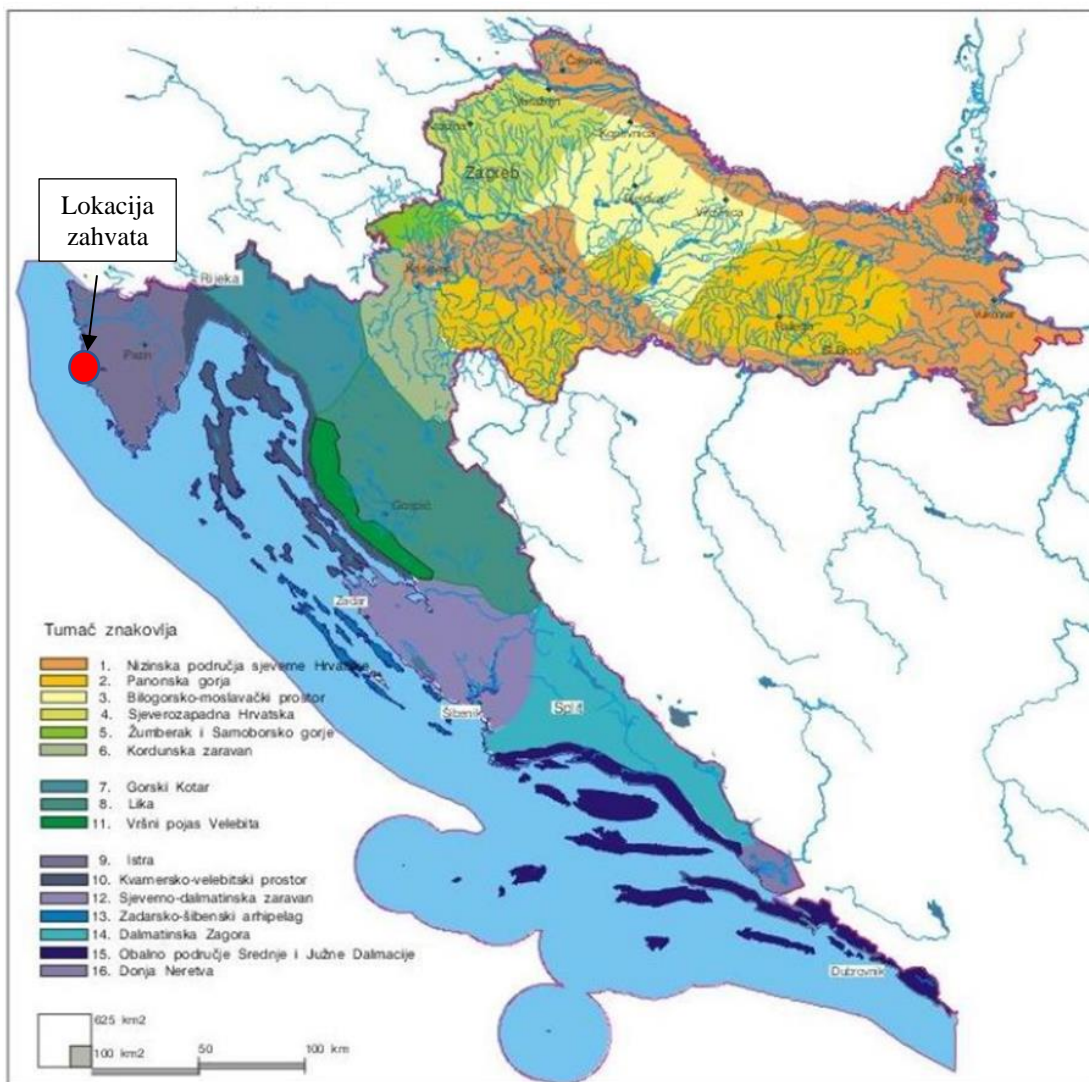 Lokacija
zahvata
Zagreb
Rijeka
Pazin
Gospić
Zadar
Šibenik
Split
Dubrovnik
Tumač znakovlja
1. Nizinska područja sjeverne Hrvatske
2. Panonska gorja
3. Bilogorsko-moslavački prostor
4. Sjeverozapadna Hrvatska
5. Žumberak i Samoborsko gorje
6. Kordunska zaravan
7. Gorski Kotar
8. Lika
11. Vršni pojas Velebita
9. Istra
10. Kvarnersko-velebitski prostor
12. Sjeverno-dalmatinska zaravan
13. Zadarsko-šibenski arhipelag
14. Dalmatinska Zagora
15. Obalno područje Srednje i Južne Dalmacije
16. Donja Neretva
625 km2
100 km2
50
100 km